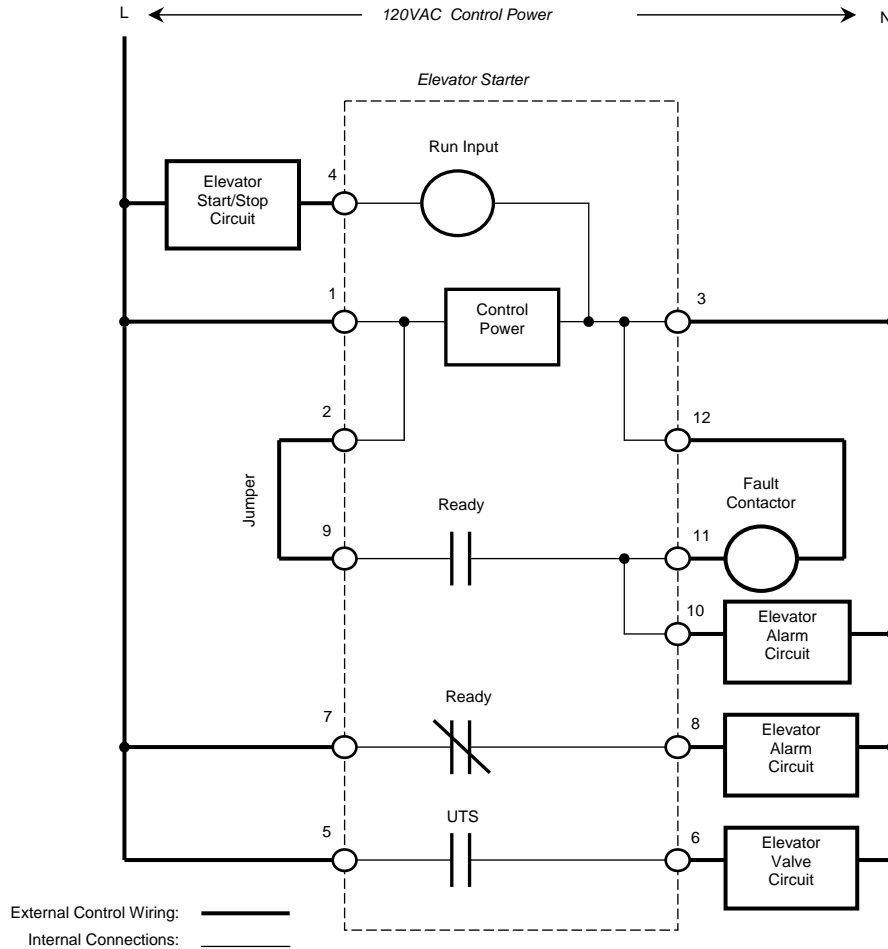 L
120VAC Control Power
N
Elevator Starter
Run Input
4
Elevator
Start/Stop
Circuit
1
3
Control
Power
2
12
Jumper
Fault
Contactor
Ready
9
11
10
Elevator
Alarm
Circuit
Ready
7
8
Elevator
Alarm
Circuit
UTS
5
6
Elevator
Valve
Circuit
External Control Wiring:
Internal Connections: